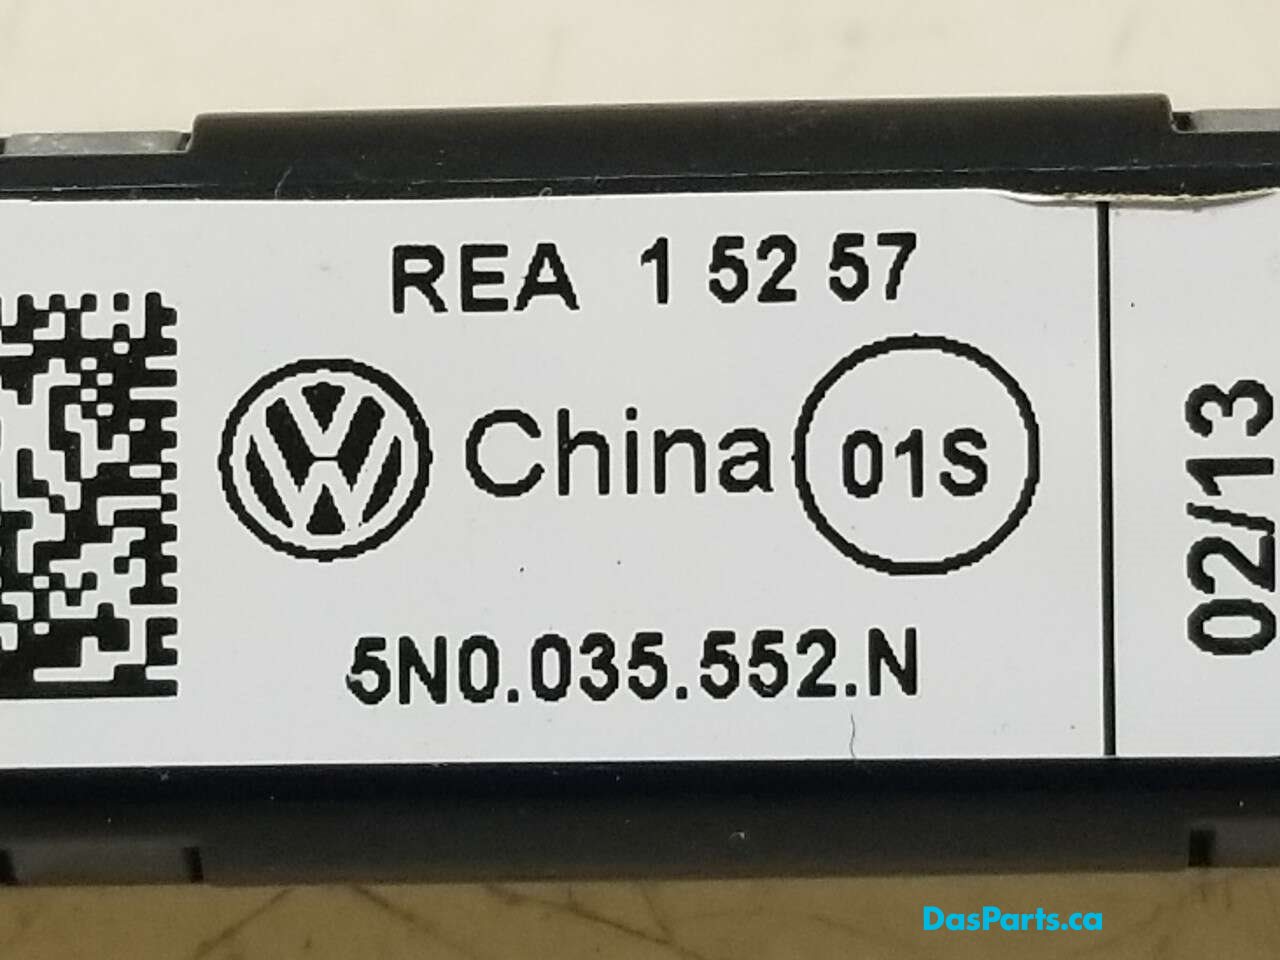 REA 1 52 57
China 01S
5N0.035.552.N
02/13
DasParts.ca